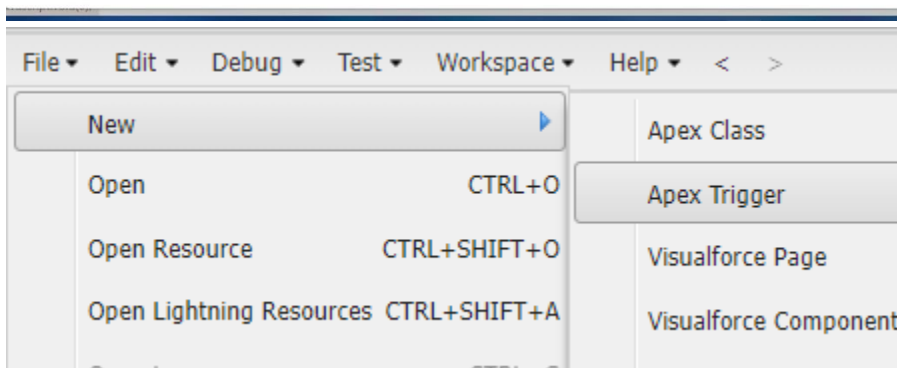 File Edit Debug Test Workspace Help < >
New
Apex Class
Open CTRL+O
Apex Trigger
Open Resource CTRL+SHIFT+O
Visualforce Page
Open Lightning Resources CTRL+SHIFT+A
Visualforce Component